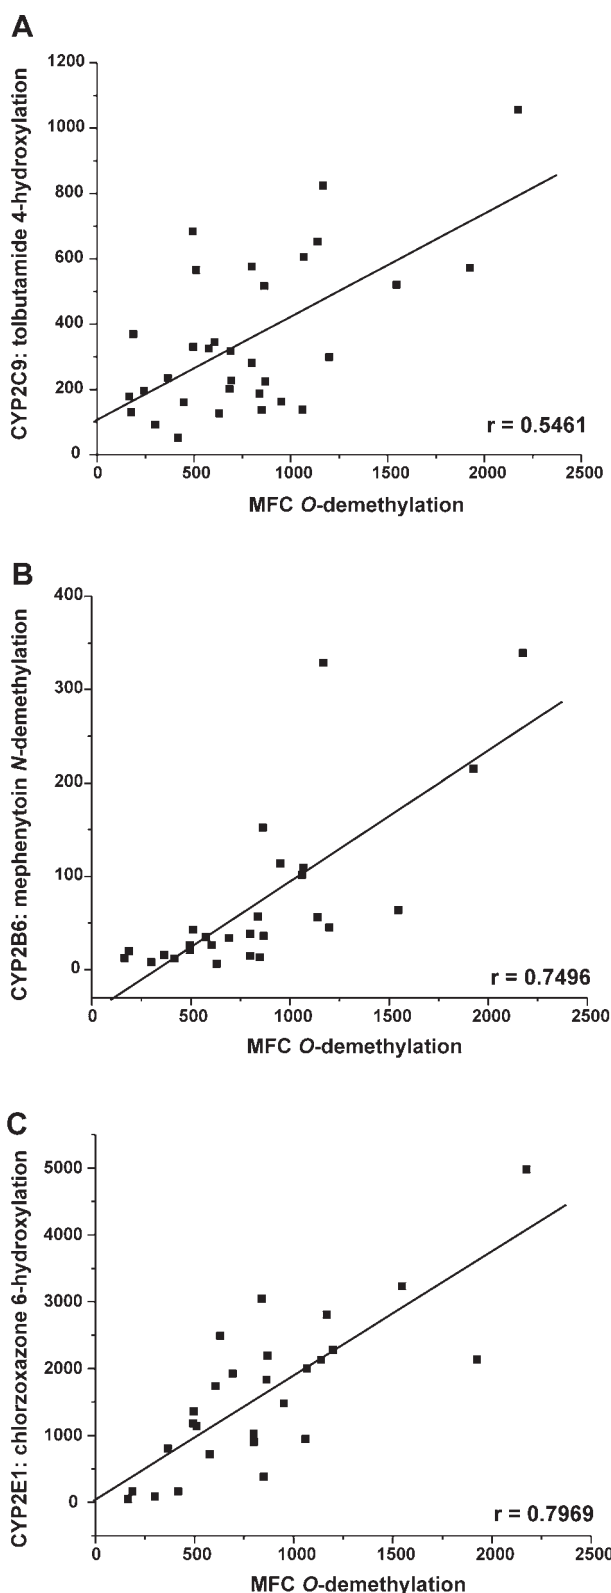 A
CYP2C9: tolbutamide 4-hydroxylation
1200
1000
800
600
400
200
0
r = 0.5461
0 500 1000 1500 2000 2500
MFC O-demethylation
B
CYP2B6: mephenytoin N-demethylation
400
300
200
100
0
r = 0.7496
0 500 1000 1500 2000 2500
MFC O-demethylation
C
CYP2E1: chlorzoxazone 6-hydroxylation
5000
4000
3000
2000
1000
0
r = 0.7969
0 500 1000 1500 2000 2500
MFC O-demethylation